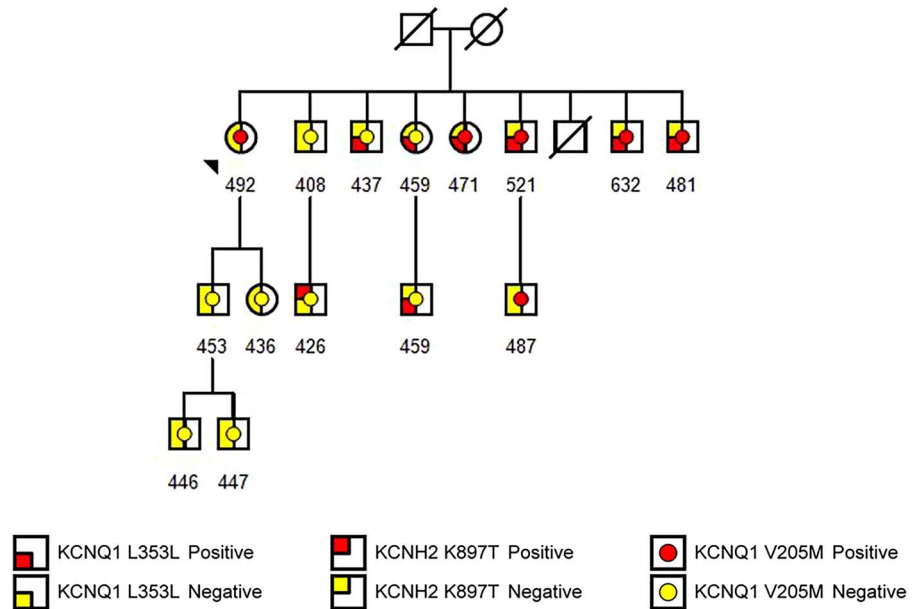 492 408 437 459 471 521 632 481
453 436 426 459 487
446 447
KCNQ1 L353L Positive KCNH2 K897T Positive KCNQ1 V205M Positive
KCNQ1 L353L Negative KCNH2 K897T Negative KCNQ1 V205M Negative